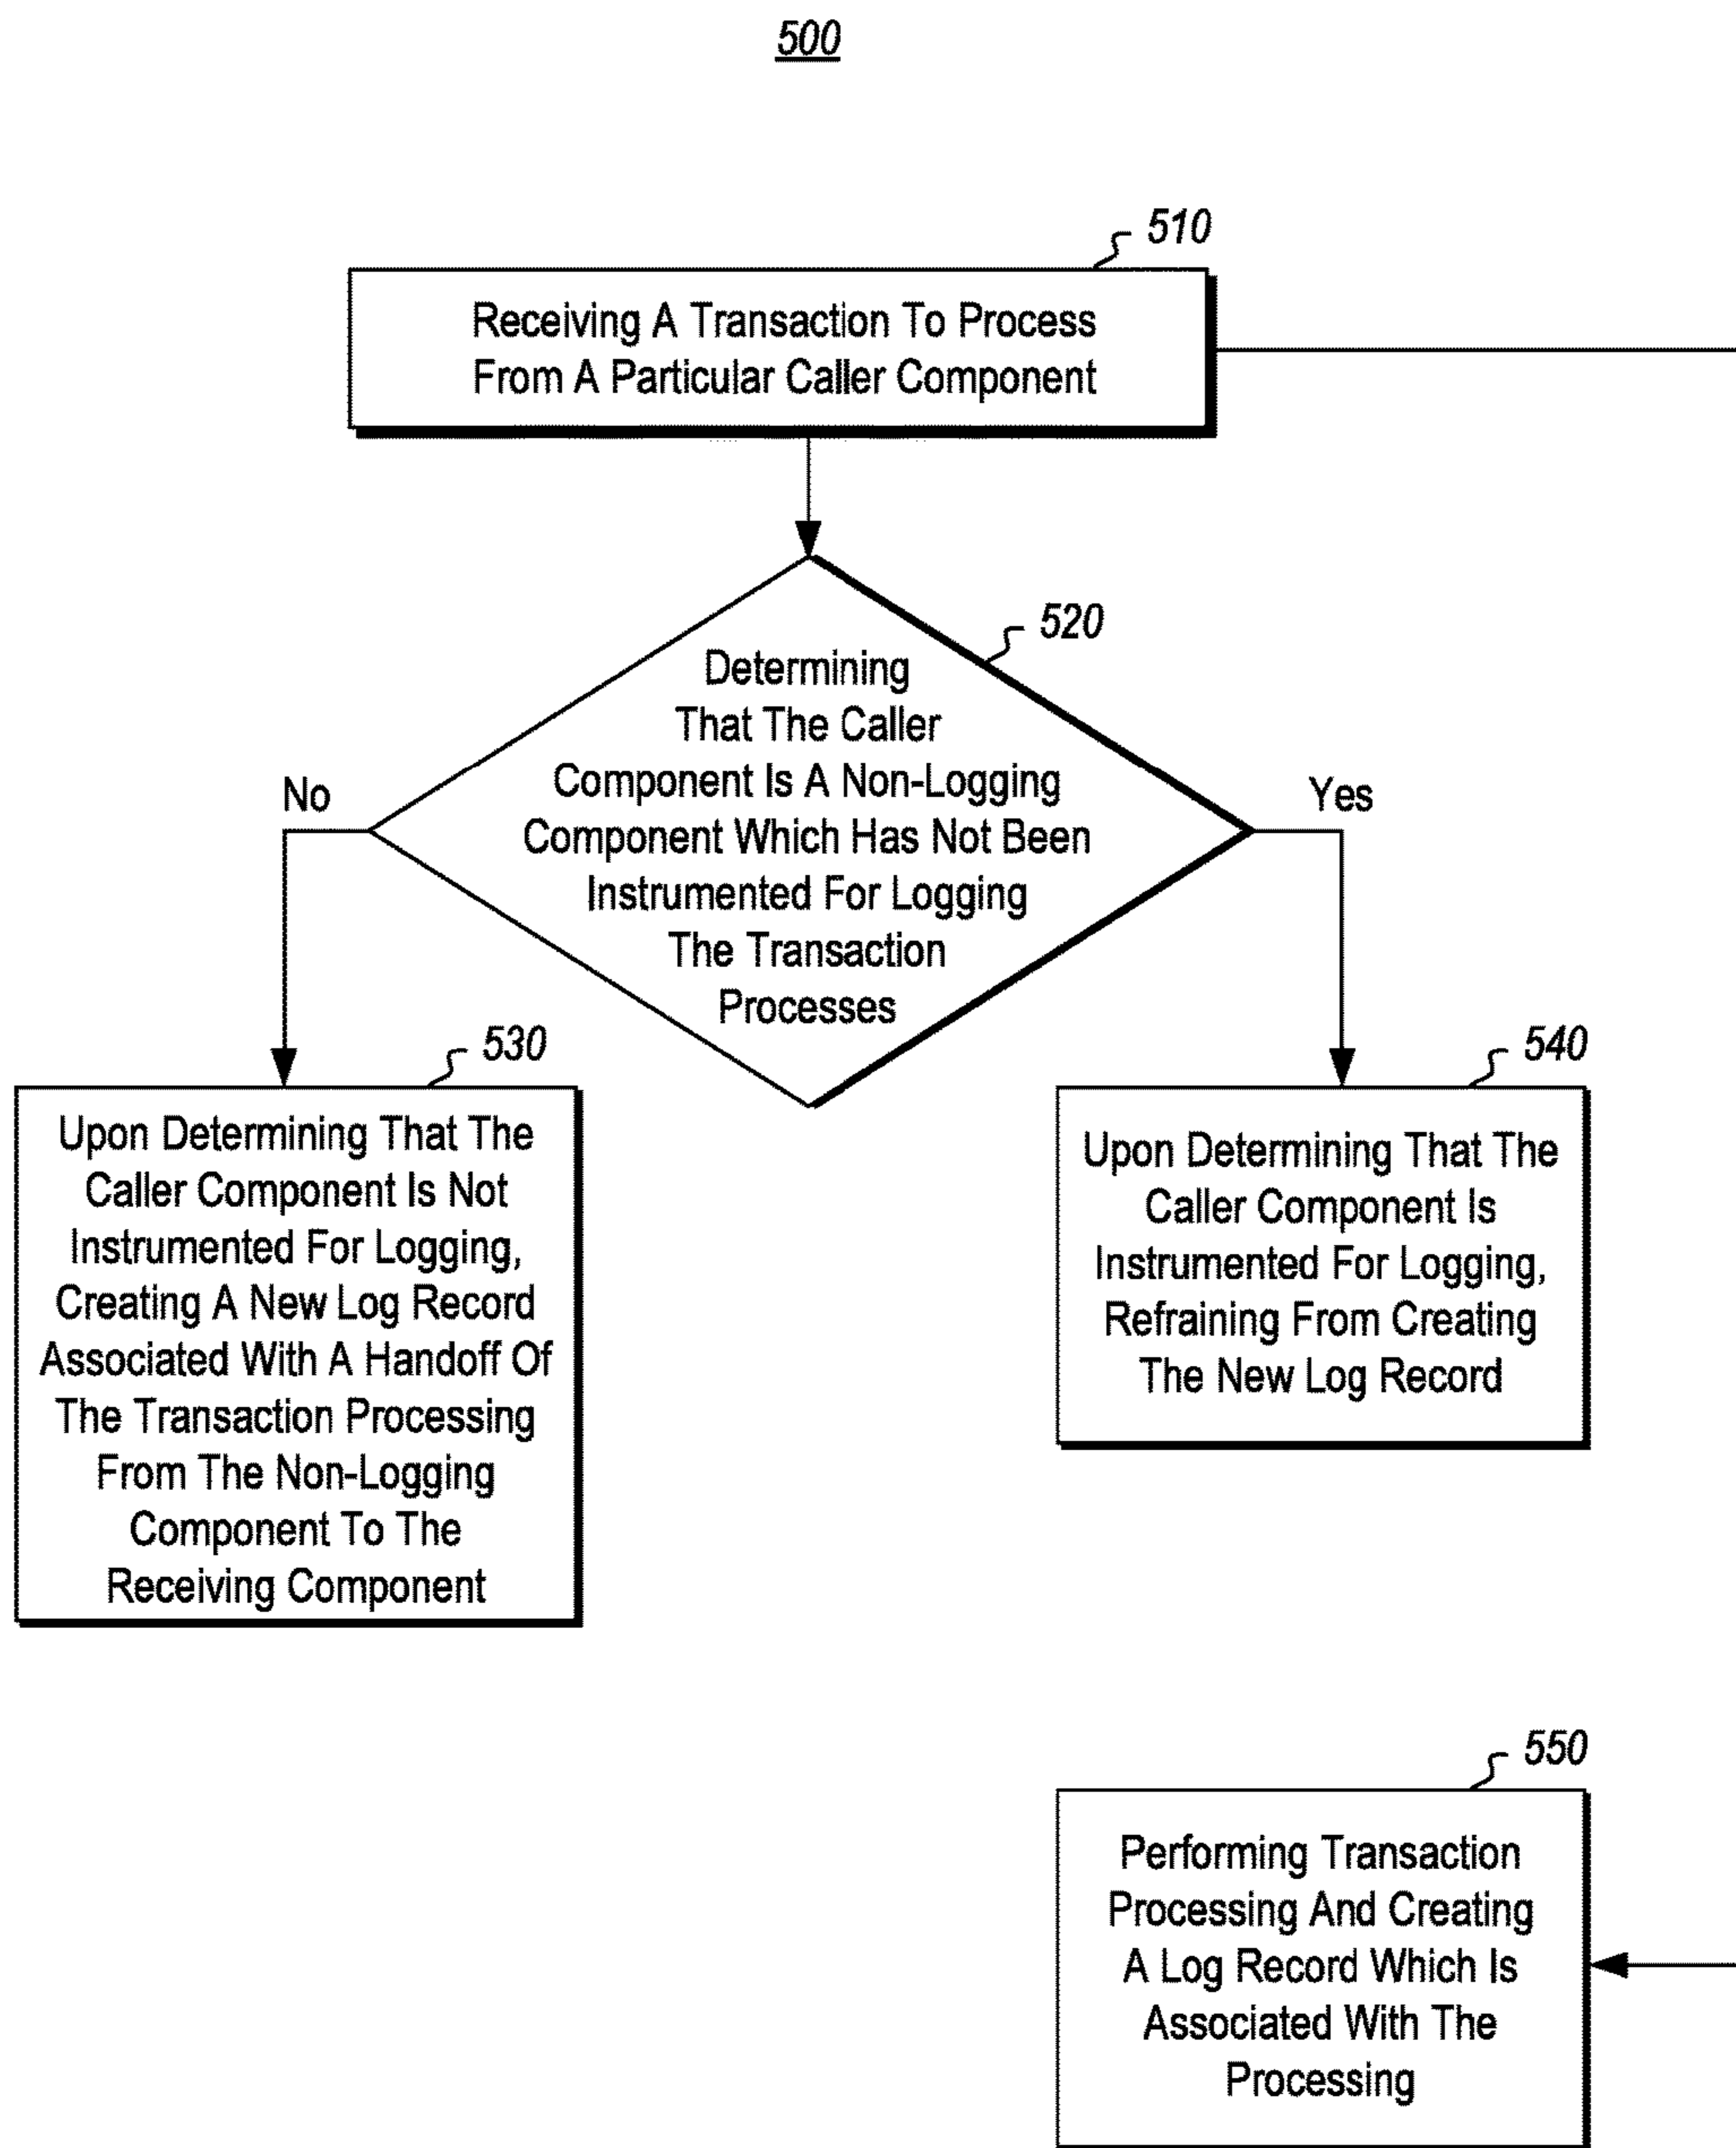 500
510
Receiving A Transaction To Process
From A Particular Caller Component
520
Determining
That The Caller
Component Is A Non-Logging
Component Which Has Not Been
Instrumented For Logging
The Transaction
Processes
No
Yes
530
Upon Determining That The
Caller Component Is Not
Instrumented For Logging,
Creating A New Log Record
Associated With A Handoff Of
The Transaction Processing
From The Non-Logging
Component To The
Receiving Component
540
Upon Determining That The
Caller Component Is
Instrumented For Logging,
Refraining From Creating
The New Log Record
550
Performing Transaction
Processing And Creating
A Log Record Which Is
Associated With The
Processing